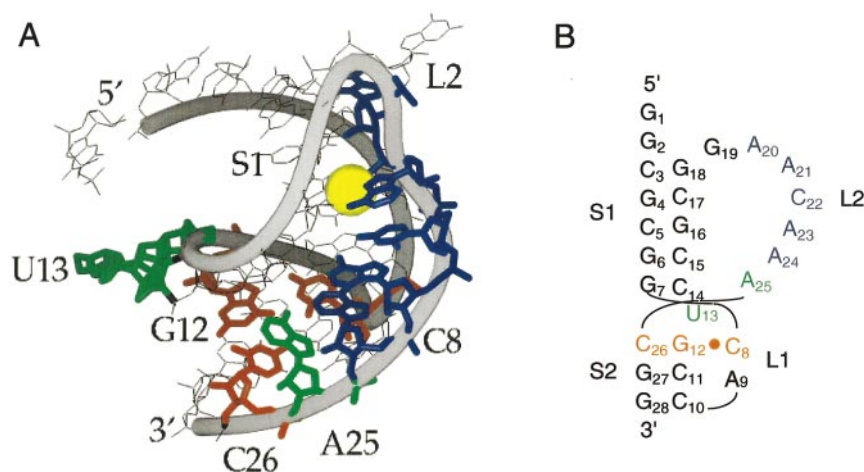 A
5′
L2
S1
U13
G12
C8
3′
A25
C26
B
5′
G1
G2
G19 A20
C3 G18 A21
S1 G4 C17 C22 L2
C5 G16 A23
G6 C15 A24
G7 C14 A25
U13
C26 G12 • C8 L1
S2 G27 C11 A9
G28 C10
3′